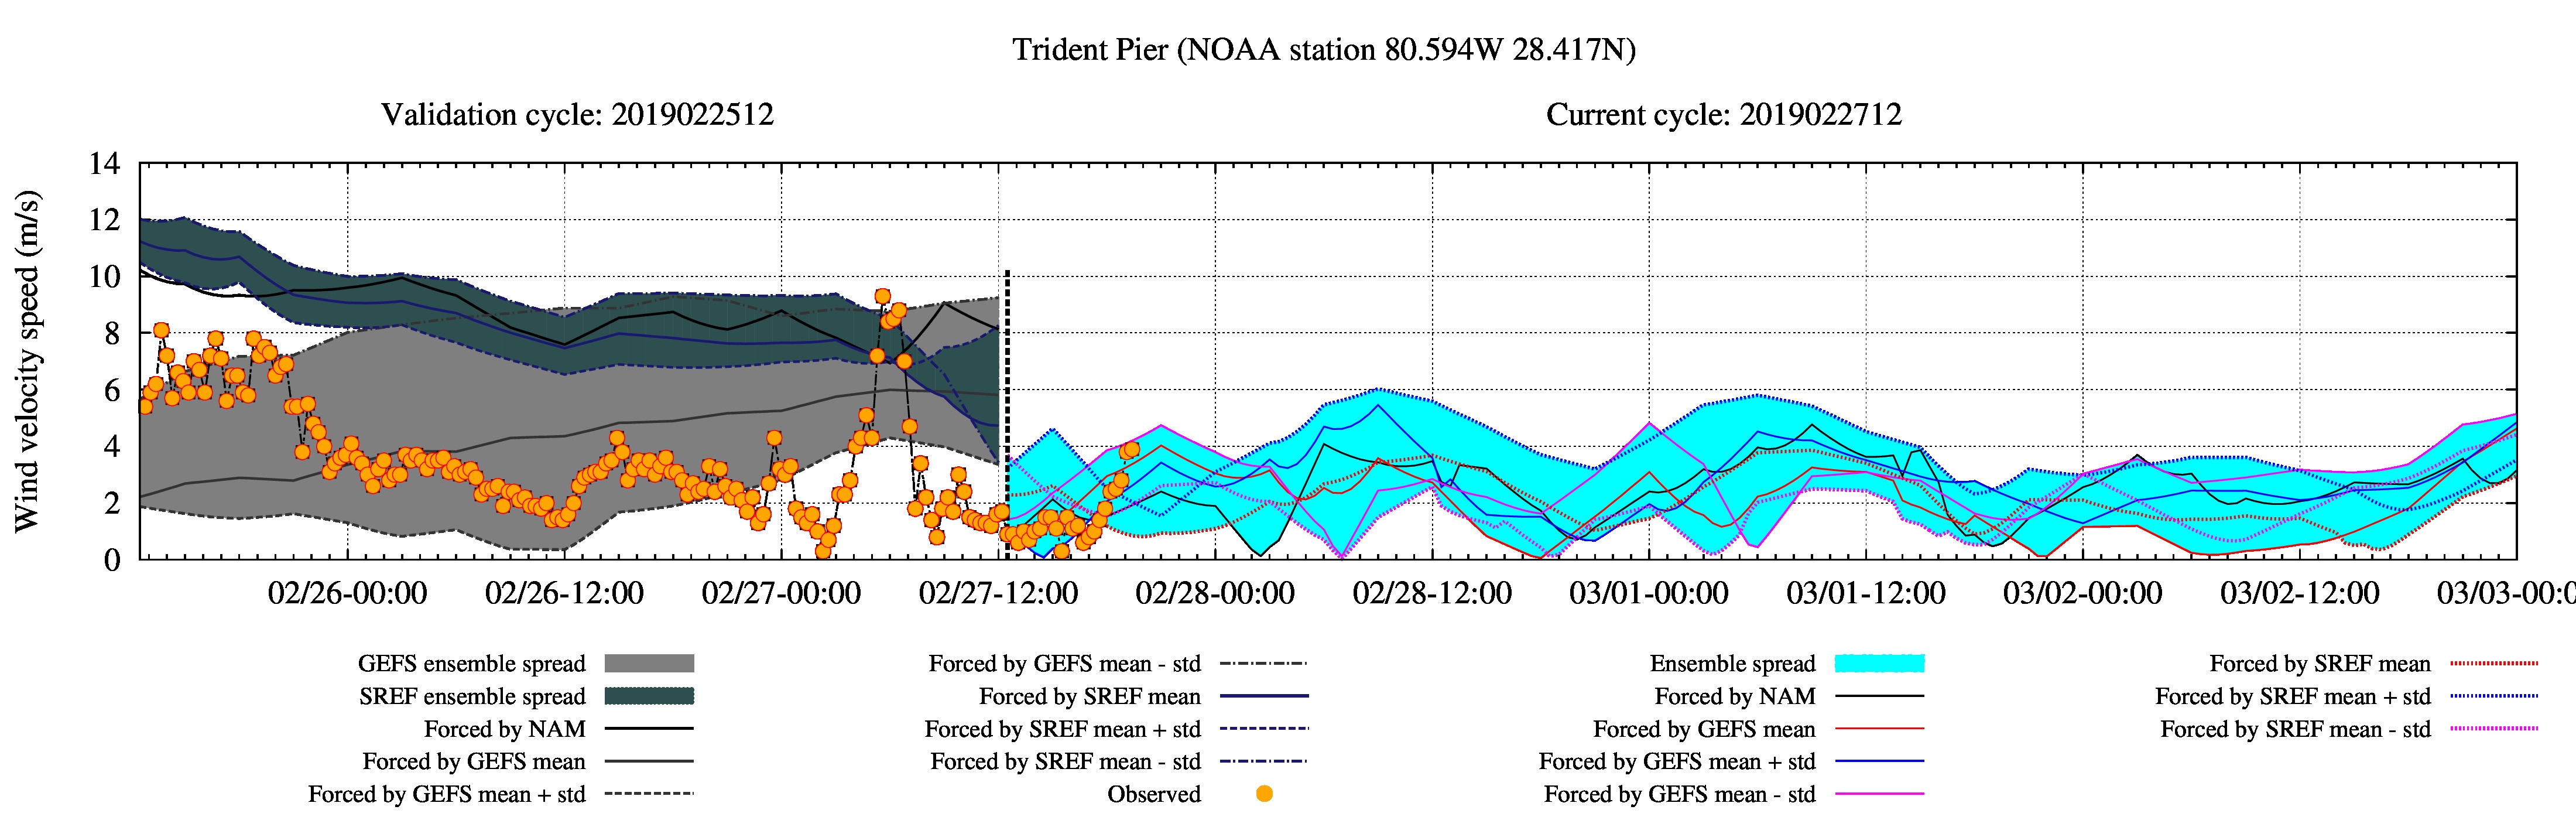 Trident Pier (NOAA station 80.594W 28.417N)
Validation cycle: 2019022512
Current cycle: 2019022712
Wind velocity speed (m/s)
14
12
10
8
6
4
2
0
02/26-00:00
02/26-12:00
02/27-00:00
02/27-12:00
02/28-00:00
02/28-12:00
03/01-00:00
03/01-12:00
03/02-00:00
03/02-12:00
03/03-00:0
GEFS ensemble spread
SREF ensemble spread
Forced by NAM
Forced by GEFS mean
Forced by GEFS mean + std
Forced by GEFS mean - std
Forced by SREF mean
Forced by SREF mean + std
Forced by SREF mean - std
Observed
Ensemble spread
Forced by NAM
Forced by GEFS mean
Forced by GEFS mean + std
Forced by GEFS mean - std
Forced by SREF mean
Forced by SREF mean + std
Forced by SREF mean - std